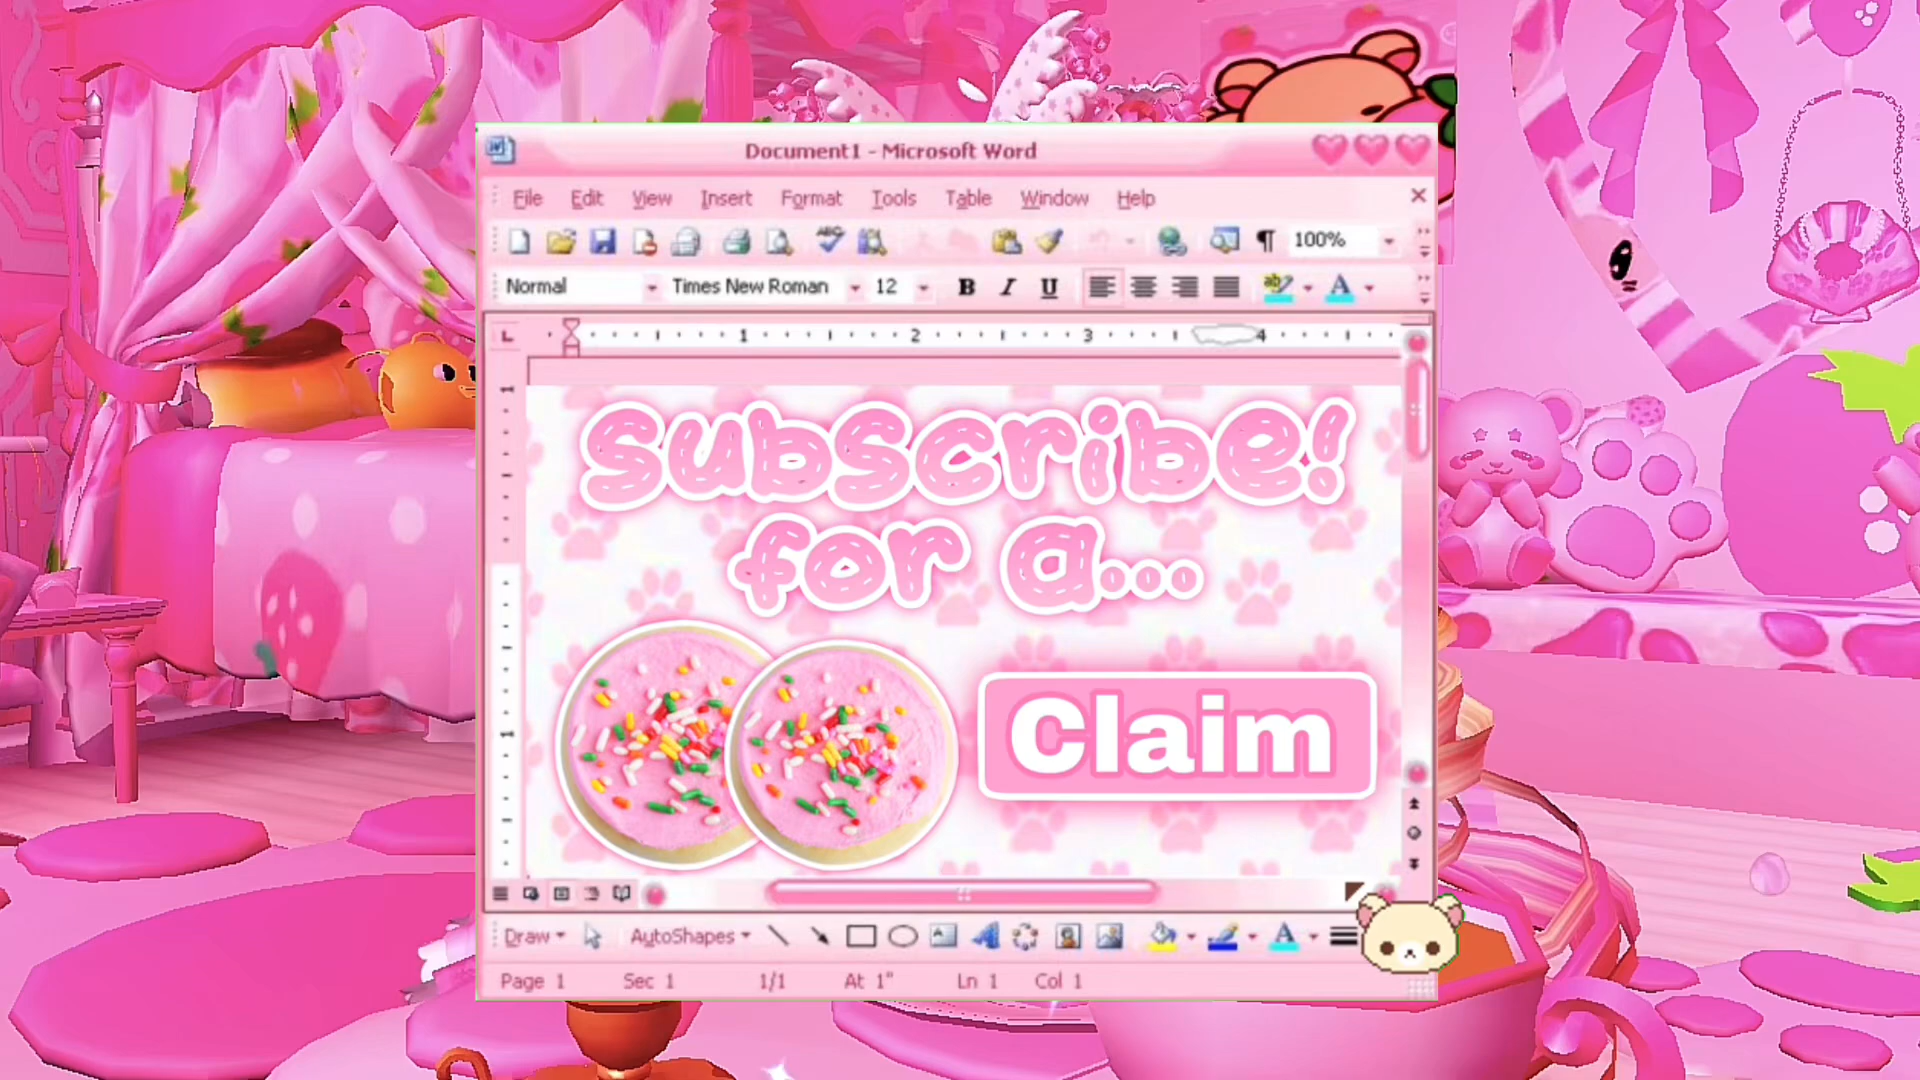 Document1 - Microsoft Word
File Edit View Insert Format Tools Table Window Help
ABC 100%
Normal Times New Roman 12 B I U ab A
L 1 2 3 4
Subscribe!
for a...
Claim
Draw AutoShapes A
Page 1 Sec 1 1/1 At 1" Ln 1 Col 1